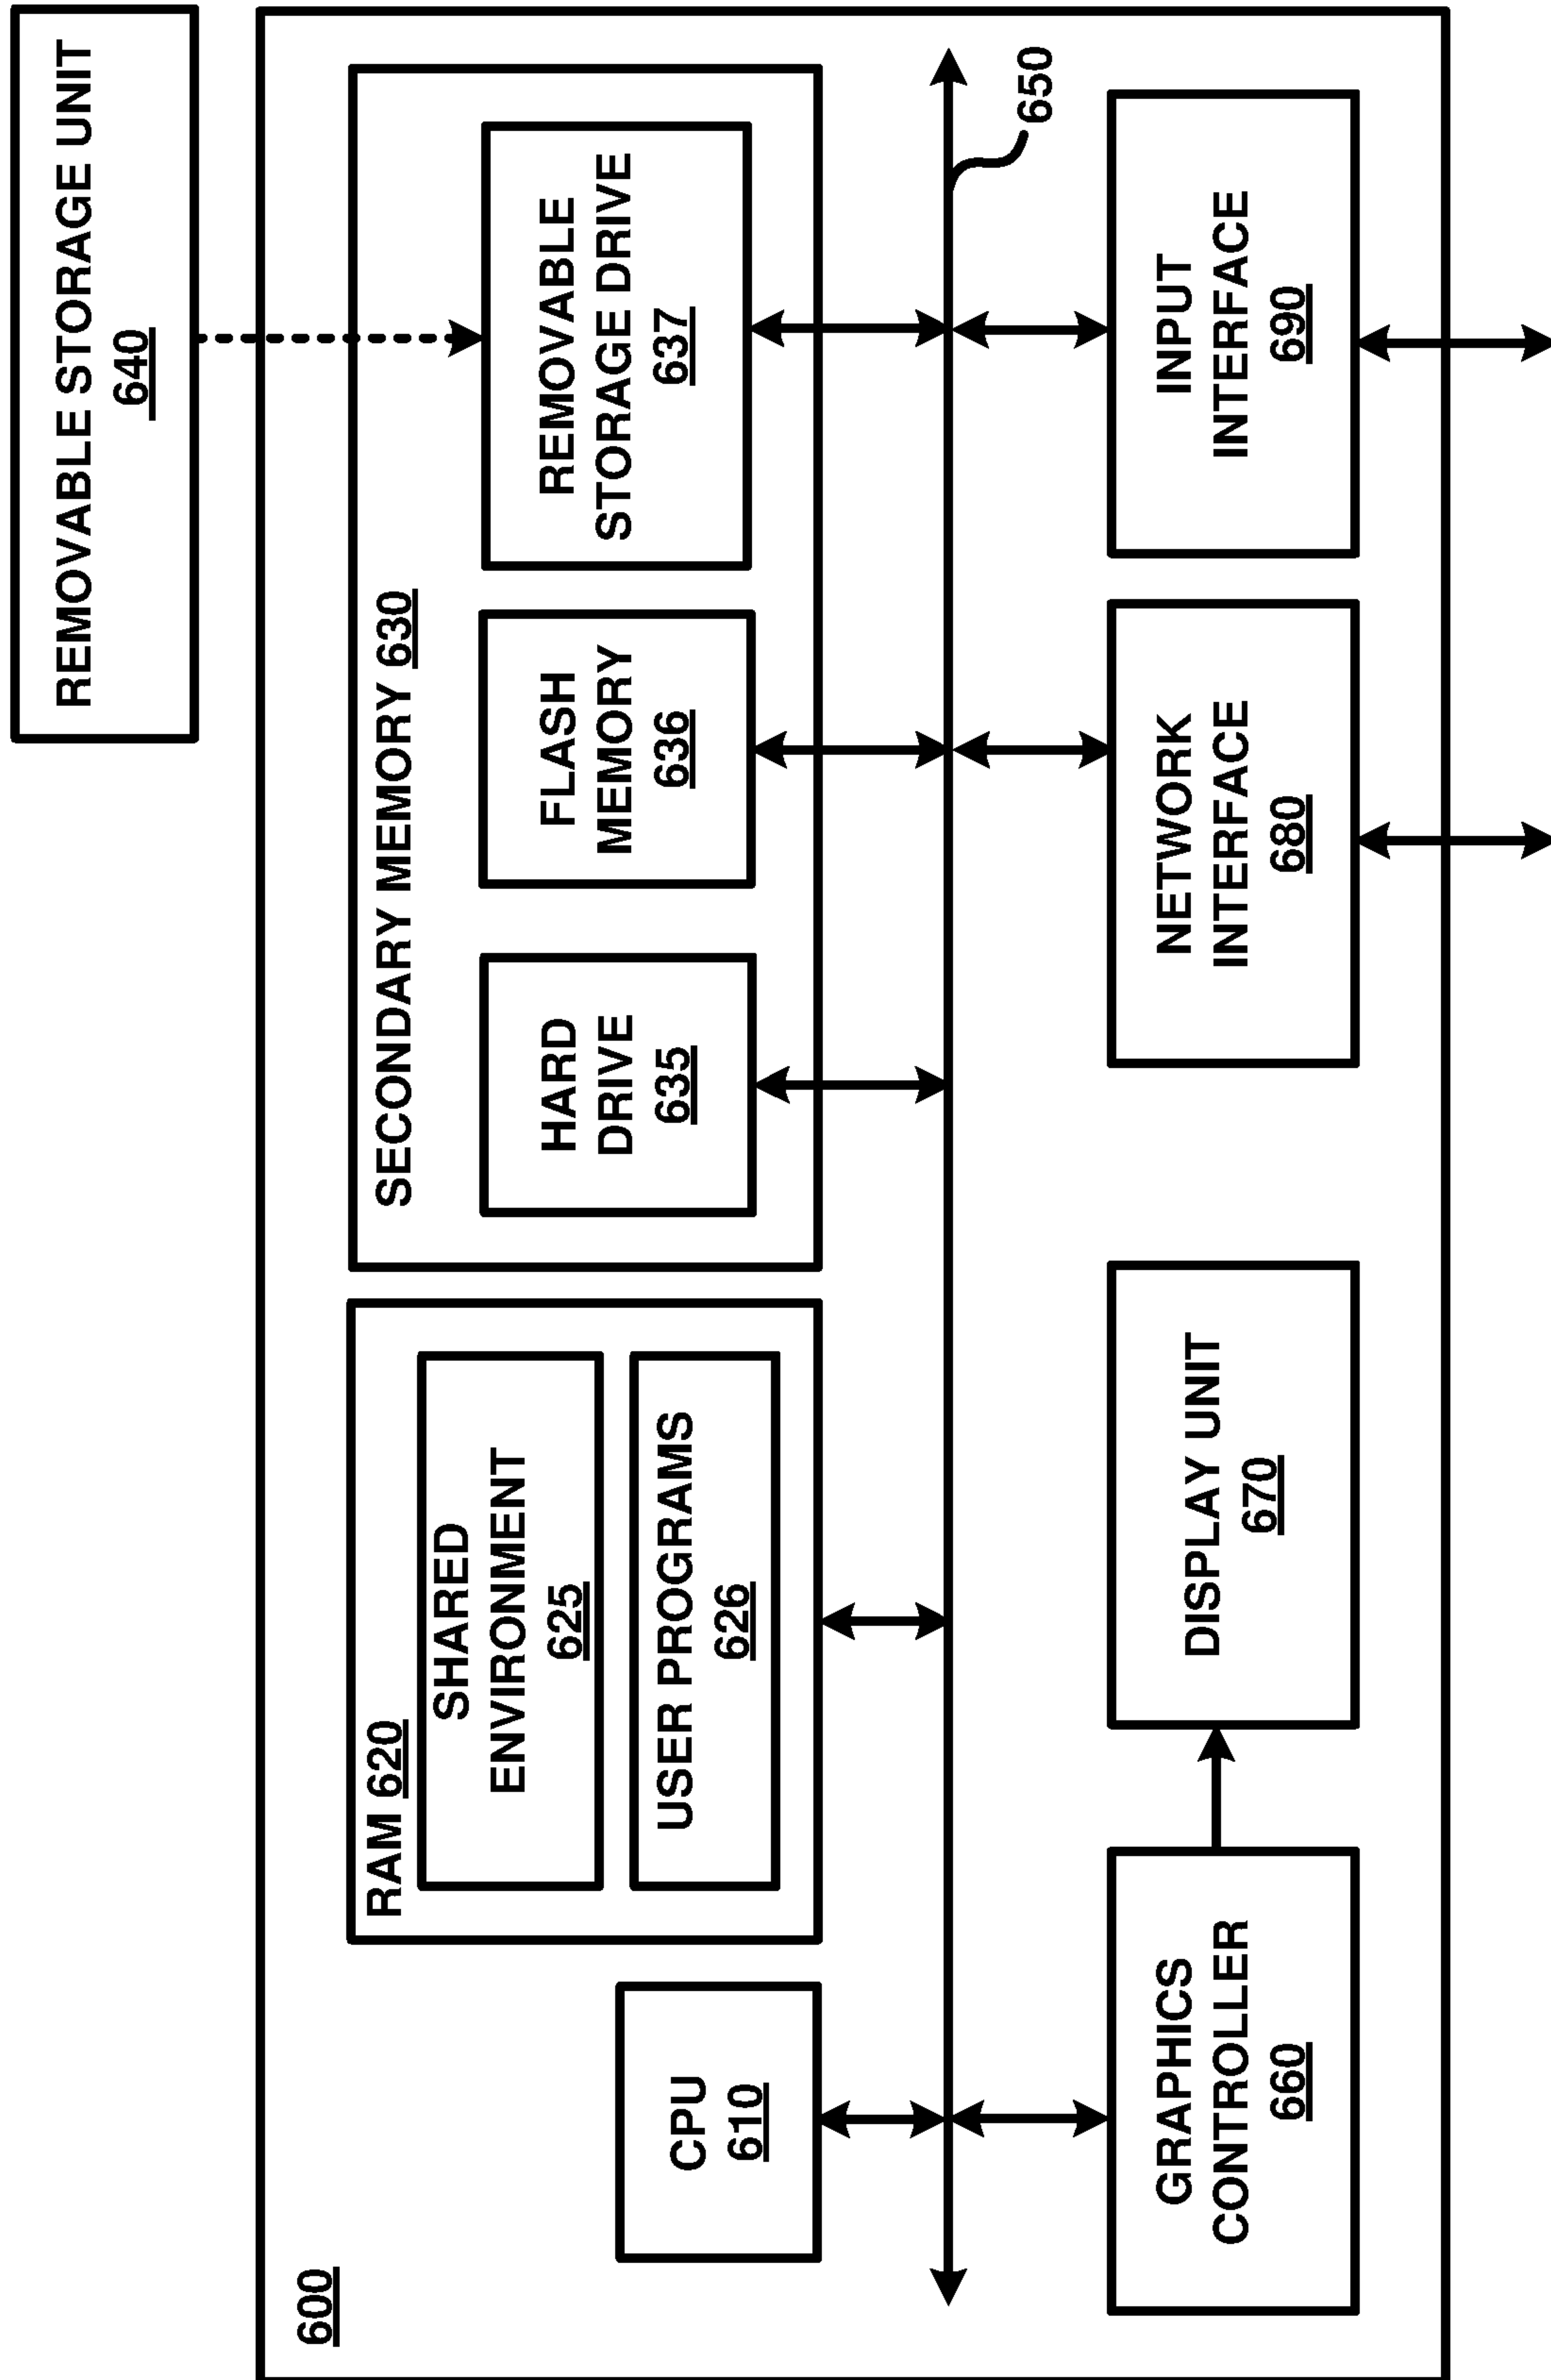 REMOVABLE STORAGE UNIT
640
600
RAM 620
SHARED
ENVIRONMENT
625
USER PROGRAMS
626
SECONDARY MEMORY 630
HARD
DRIVE
635
FLASH
MEMORY
636
REMOVABLE
STORAGE DRIVE
637
CPU
610
650
GRAPHICS
CONTROLLER
660
DISPLAY UNIT
670
NETWORK
INTERFACE
680
INPUT
INTERFACE
690